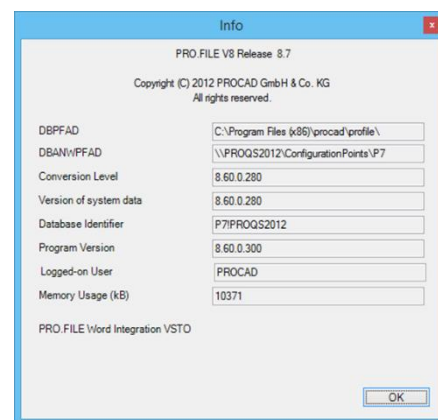 Info
x
PRO.FILE V8 Release 8.7
Copyright (C) 2012 PROCAD GmbH & Co. KG
All rights reserved.
DBPFAD C:\Program Files (x86)\procad\profile\
DBANWPFAD \\PROQS2012\ConfigurationPoints\P7
Conversion Level 8.60.0.280
Version of system data 8.60.0.280
Database Identifier P7!PROQS2012
Program Version 8.60.0.300
Logged-on User PROCAD
Memory Usage (kB) 10371
PRO.FILE Word Integration VSTO
OK